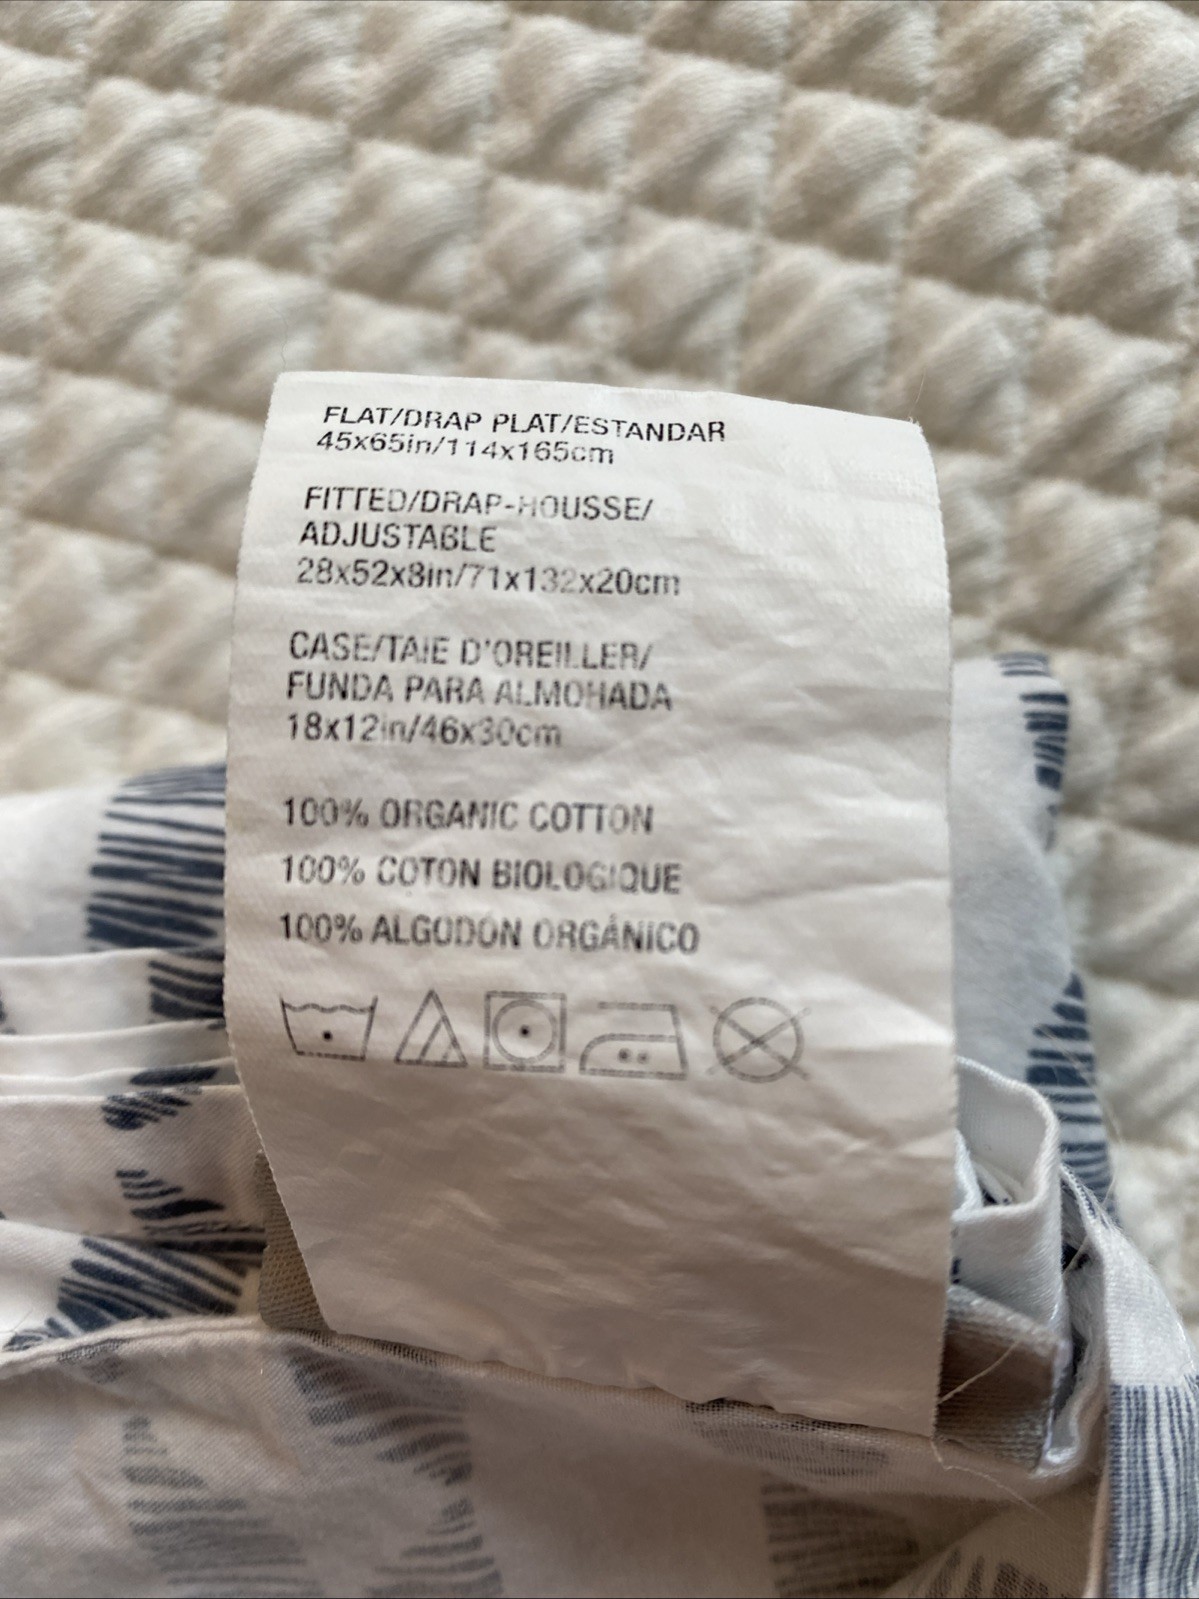 FLAT/DRAP PLAT/ESTANDAR
45x65in/114x165cm
FITTED/DRAP-HOUSSE/
ADJUSTABLE
28x52x8in/71x132x20cm
CASE/TAIE D'OREILLER/
FUNDA PARA ALMOHADA
18x12in/46x30cm
100% ORGANIC COTTON
100% COTON BIOLOGIQUE
100% ALGODÓN ORGÁNICO